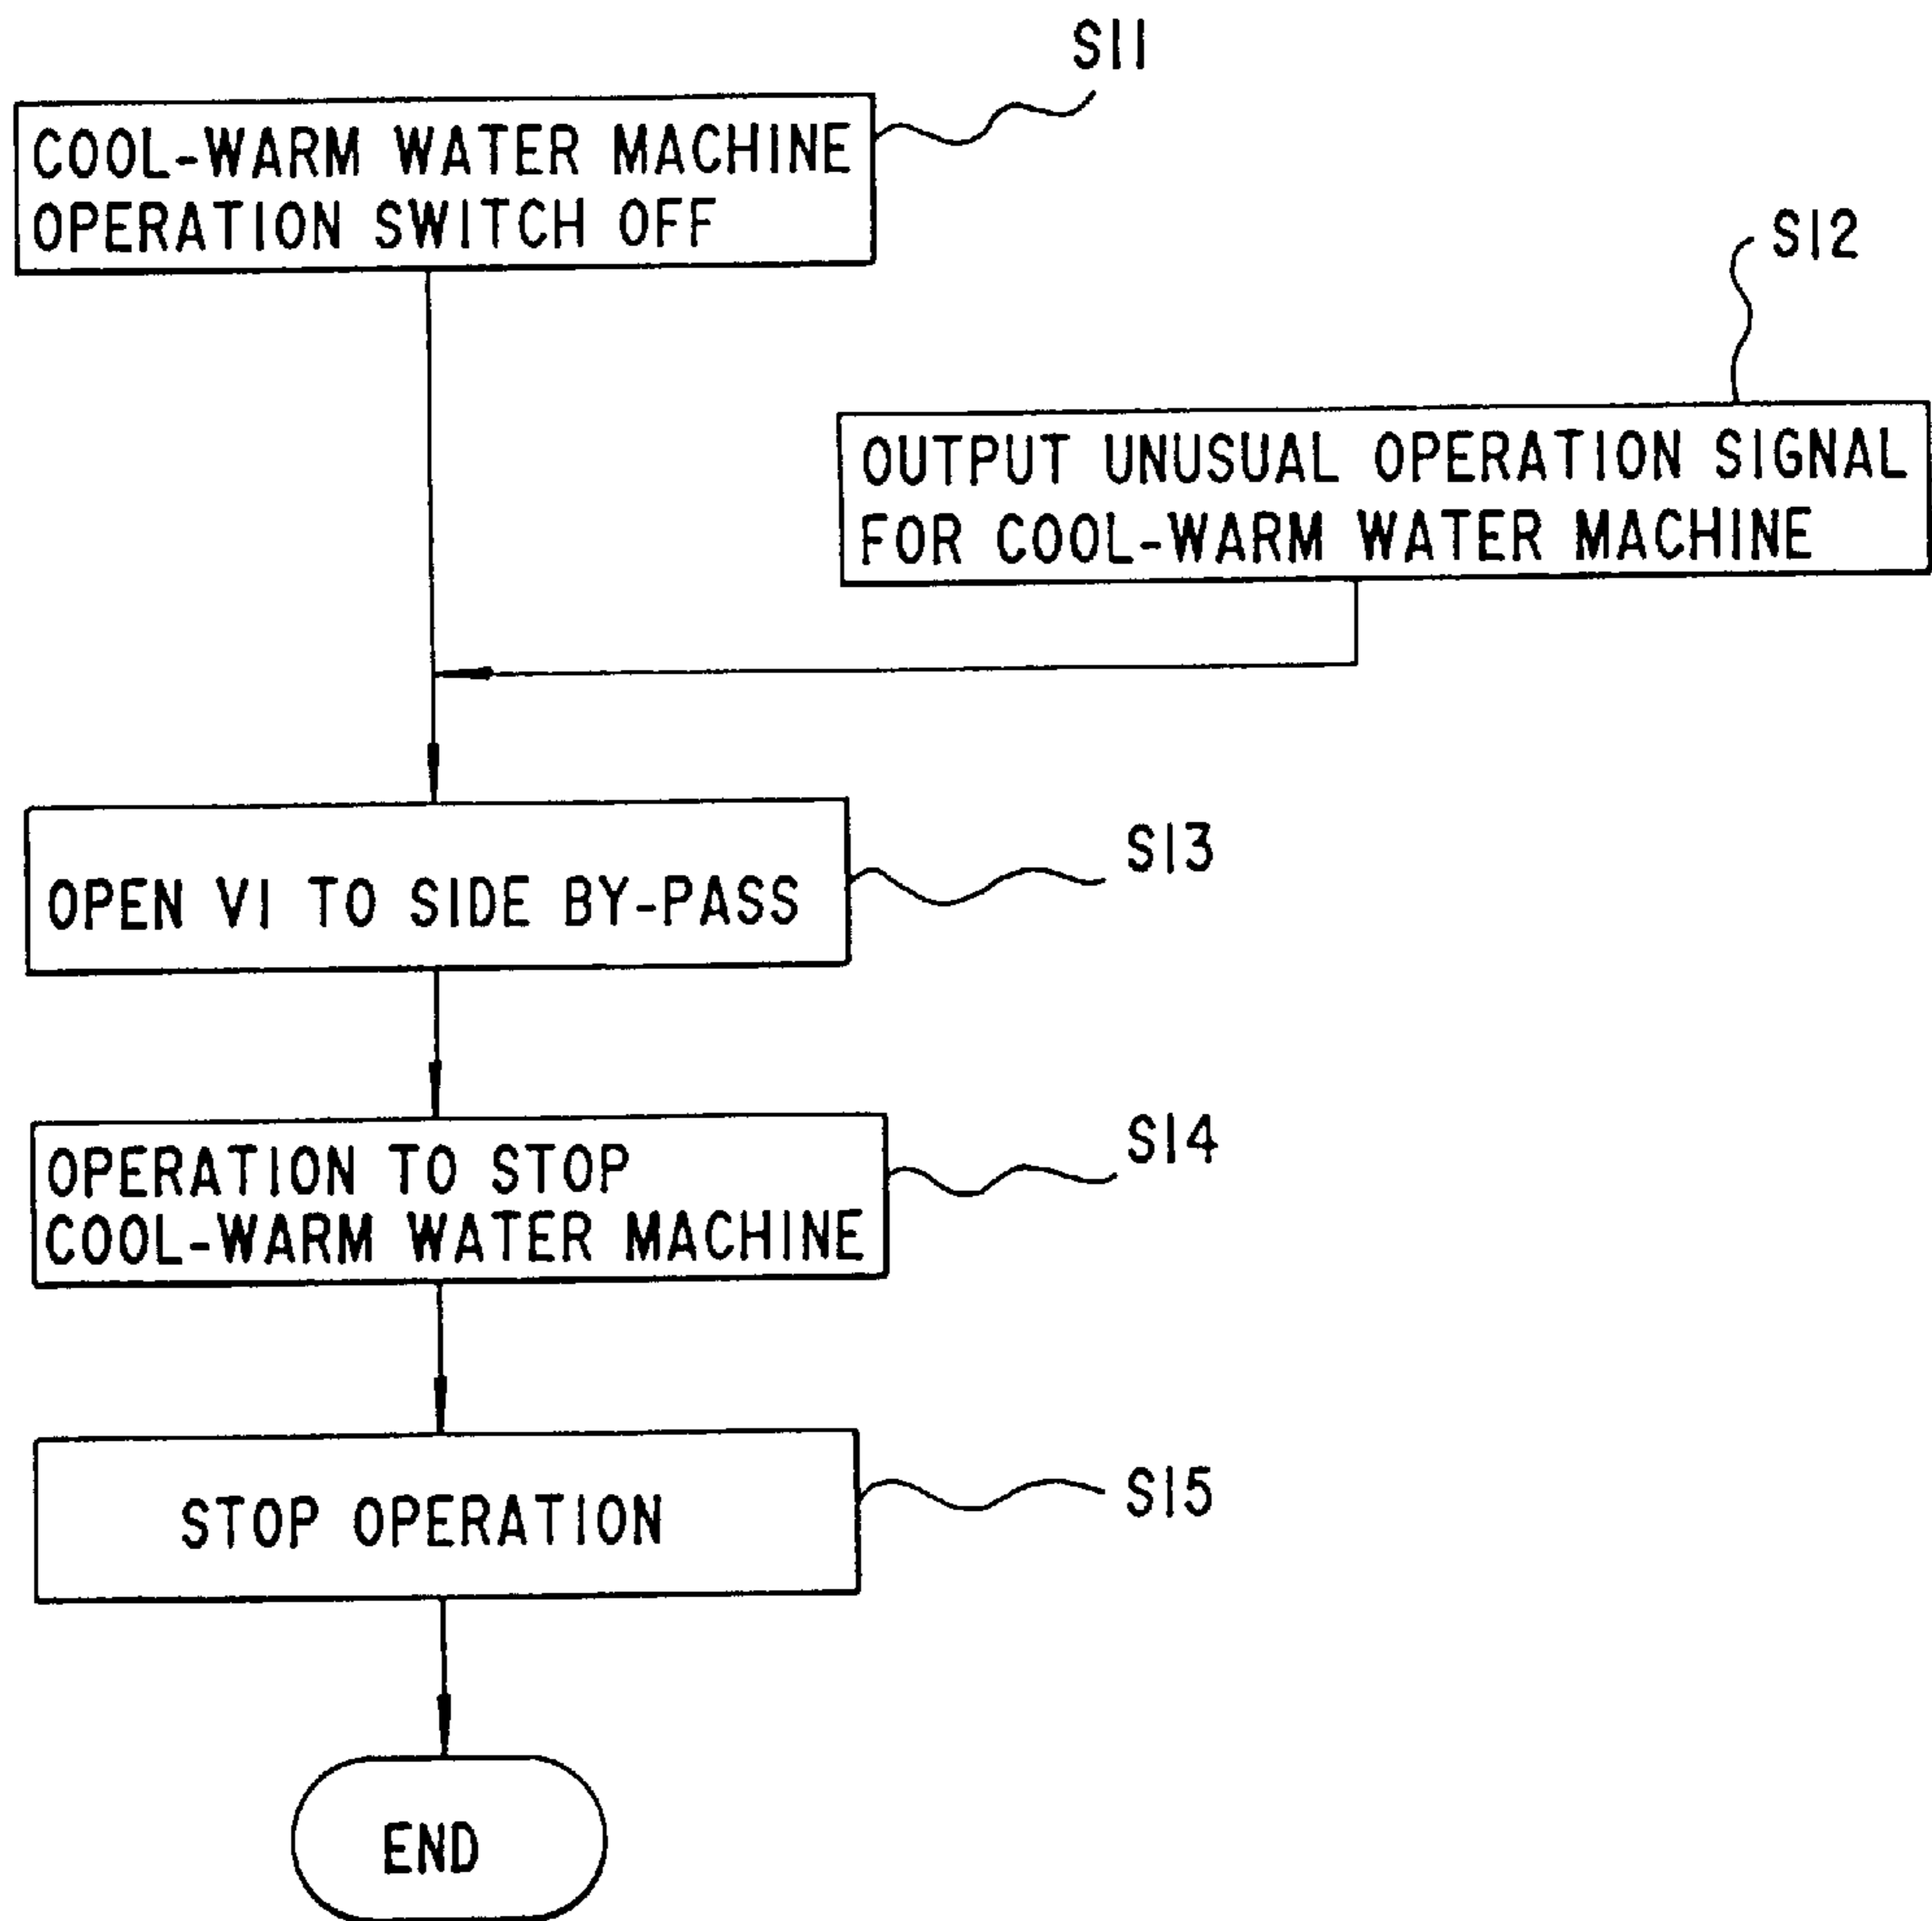 S11
COOL-WARM WATER MACHINE
OPERATION SWITCH OFF
S12
OUTPUT UNUSUAL OPERATION SIGNAL
FOR COOL-WARM WATER MACHINE
S13
OPEN V1 TO SIDE BY-PASS
S14
OPERATION TO STOP
COOL-WARM WATER MACHINE
S15
STOP OPERATION
END